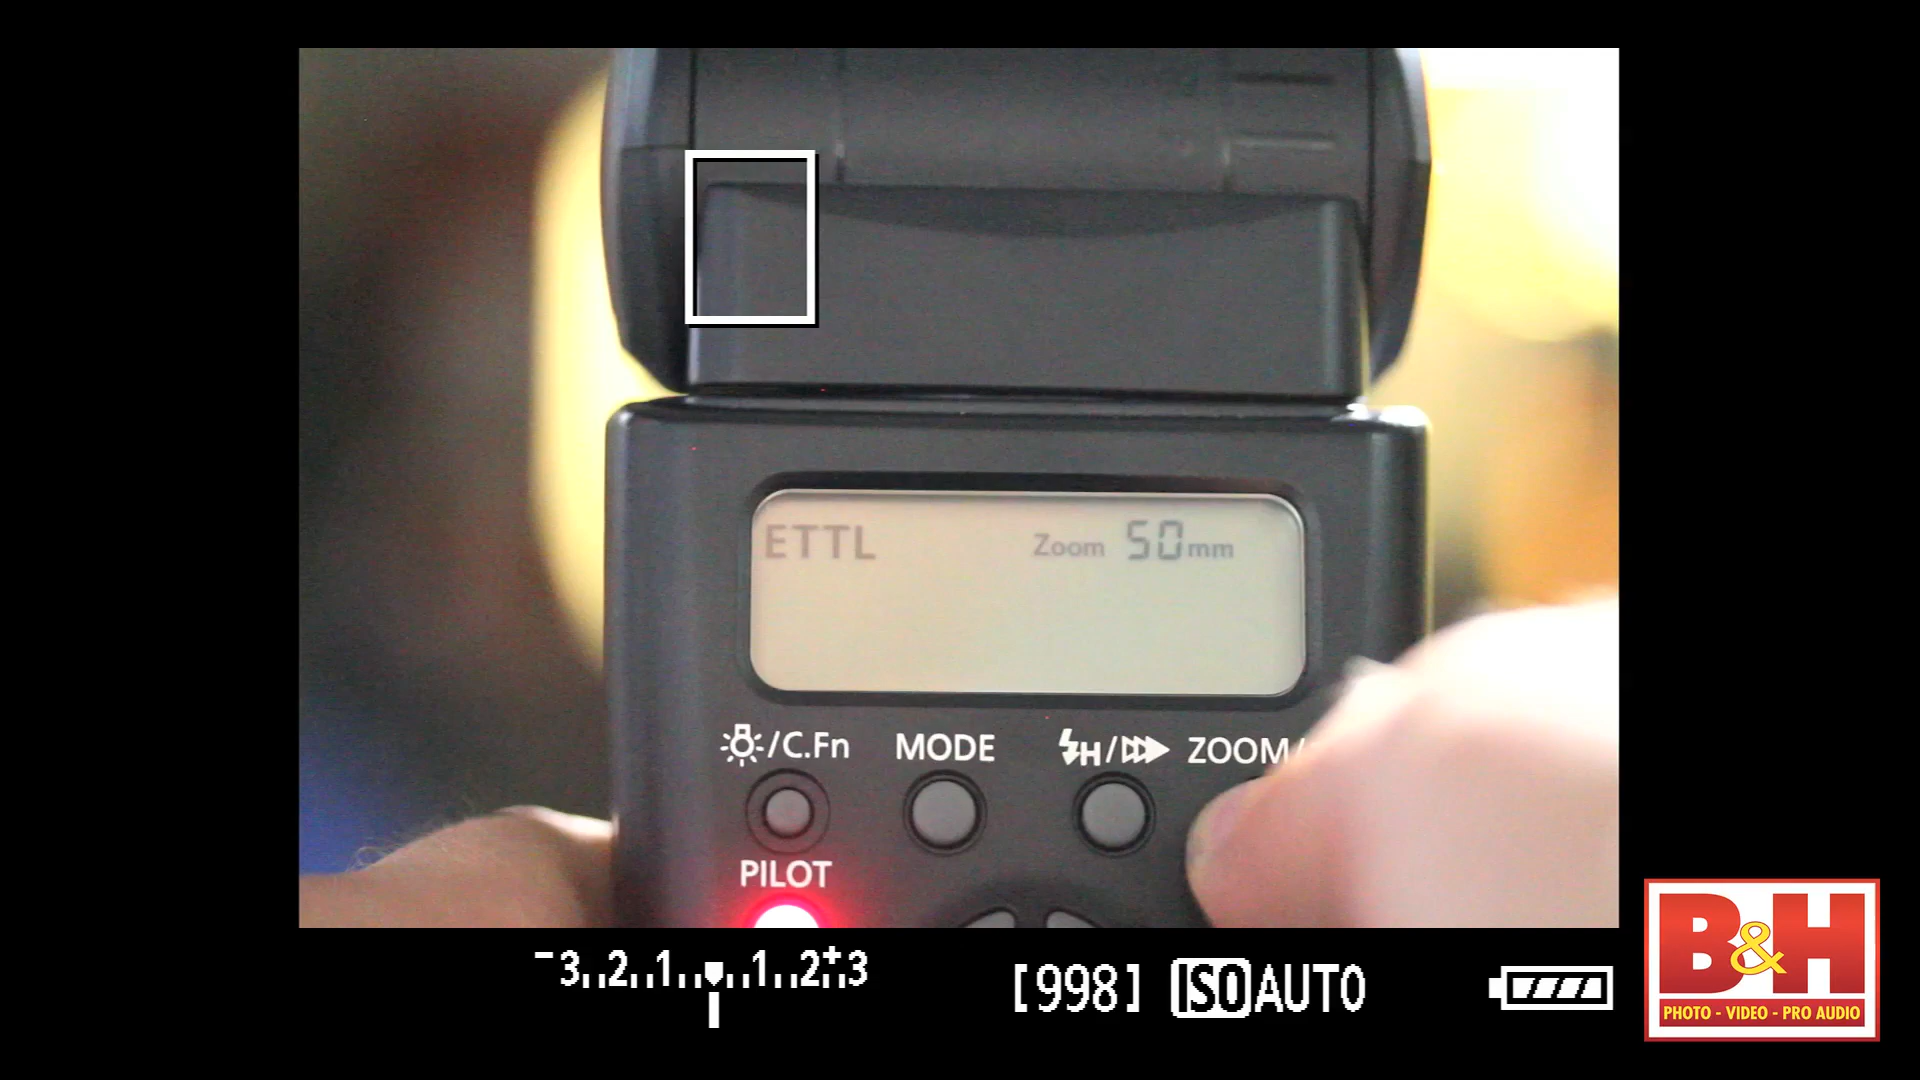 ETTL Zoom 50mm
/C.Fn MODE H/ ZOOM/
PILOT
-3..2..1..0..1..2+3
[998] ISO AUTO
B&H
PHOTO - VIDEO - PRO AUDIO